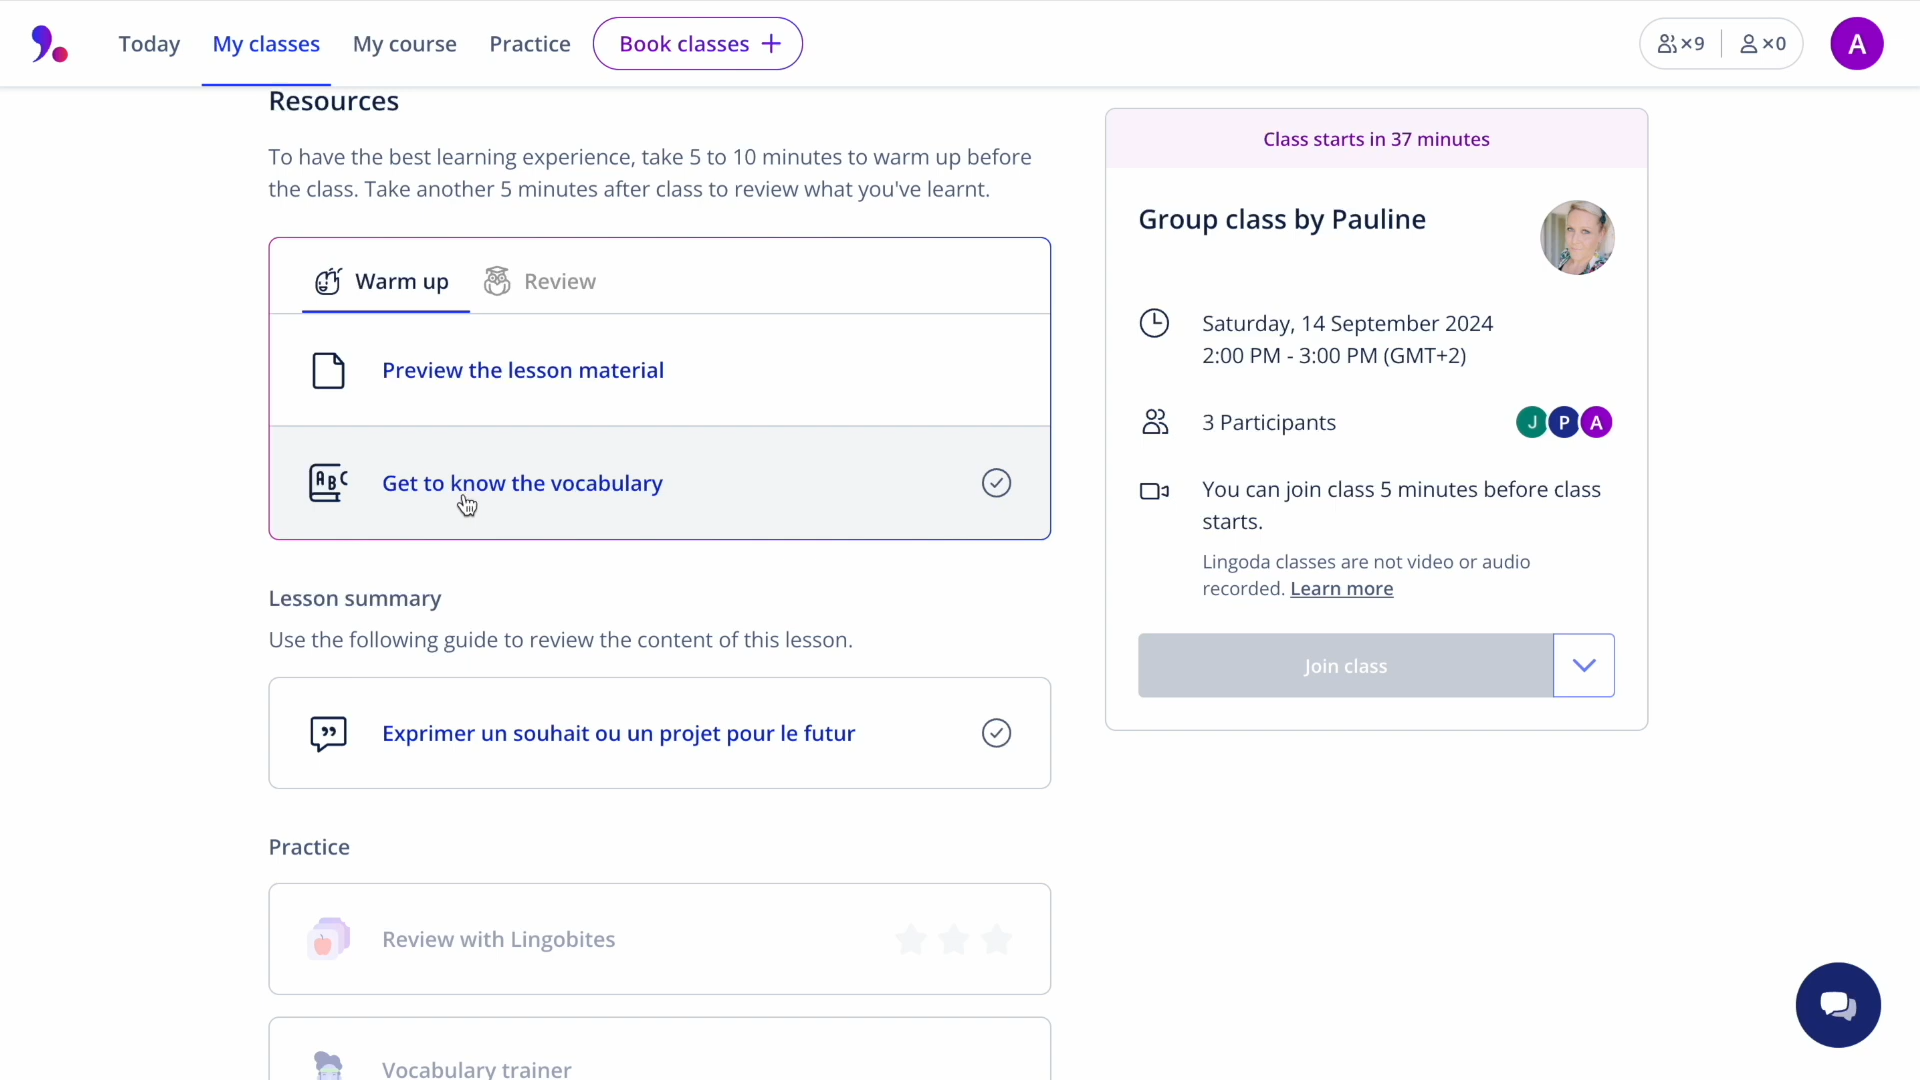 Today
My classes
My course
Practice
Book classes +
×9
×0
A
Resources
To have the best learning experience, take 5 to 10 minutes to warm up before
the class. Take another 5 minutes after class to review what you've learnt.
Warm up
Review
Preview the lesson material
ABC
Get to know the vocabulary
Lesson summary
Use the following guide to review the content of this lesson.
Exprimer un souhait ou un projet pour le futur
Practice
Review with Lingobites
Vocabulary trainer
Class starts in 37 minutes
Group class by Pauline
Saturday, 14 September 2024
2:00 PM - 3:00 PM (GMT+2)
3 Participants
J P A
You can join class 5 minutes before class
starts.
Lingoda classes are not video or audio
recorded. Learn more
Join class